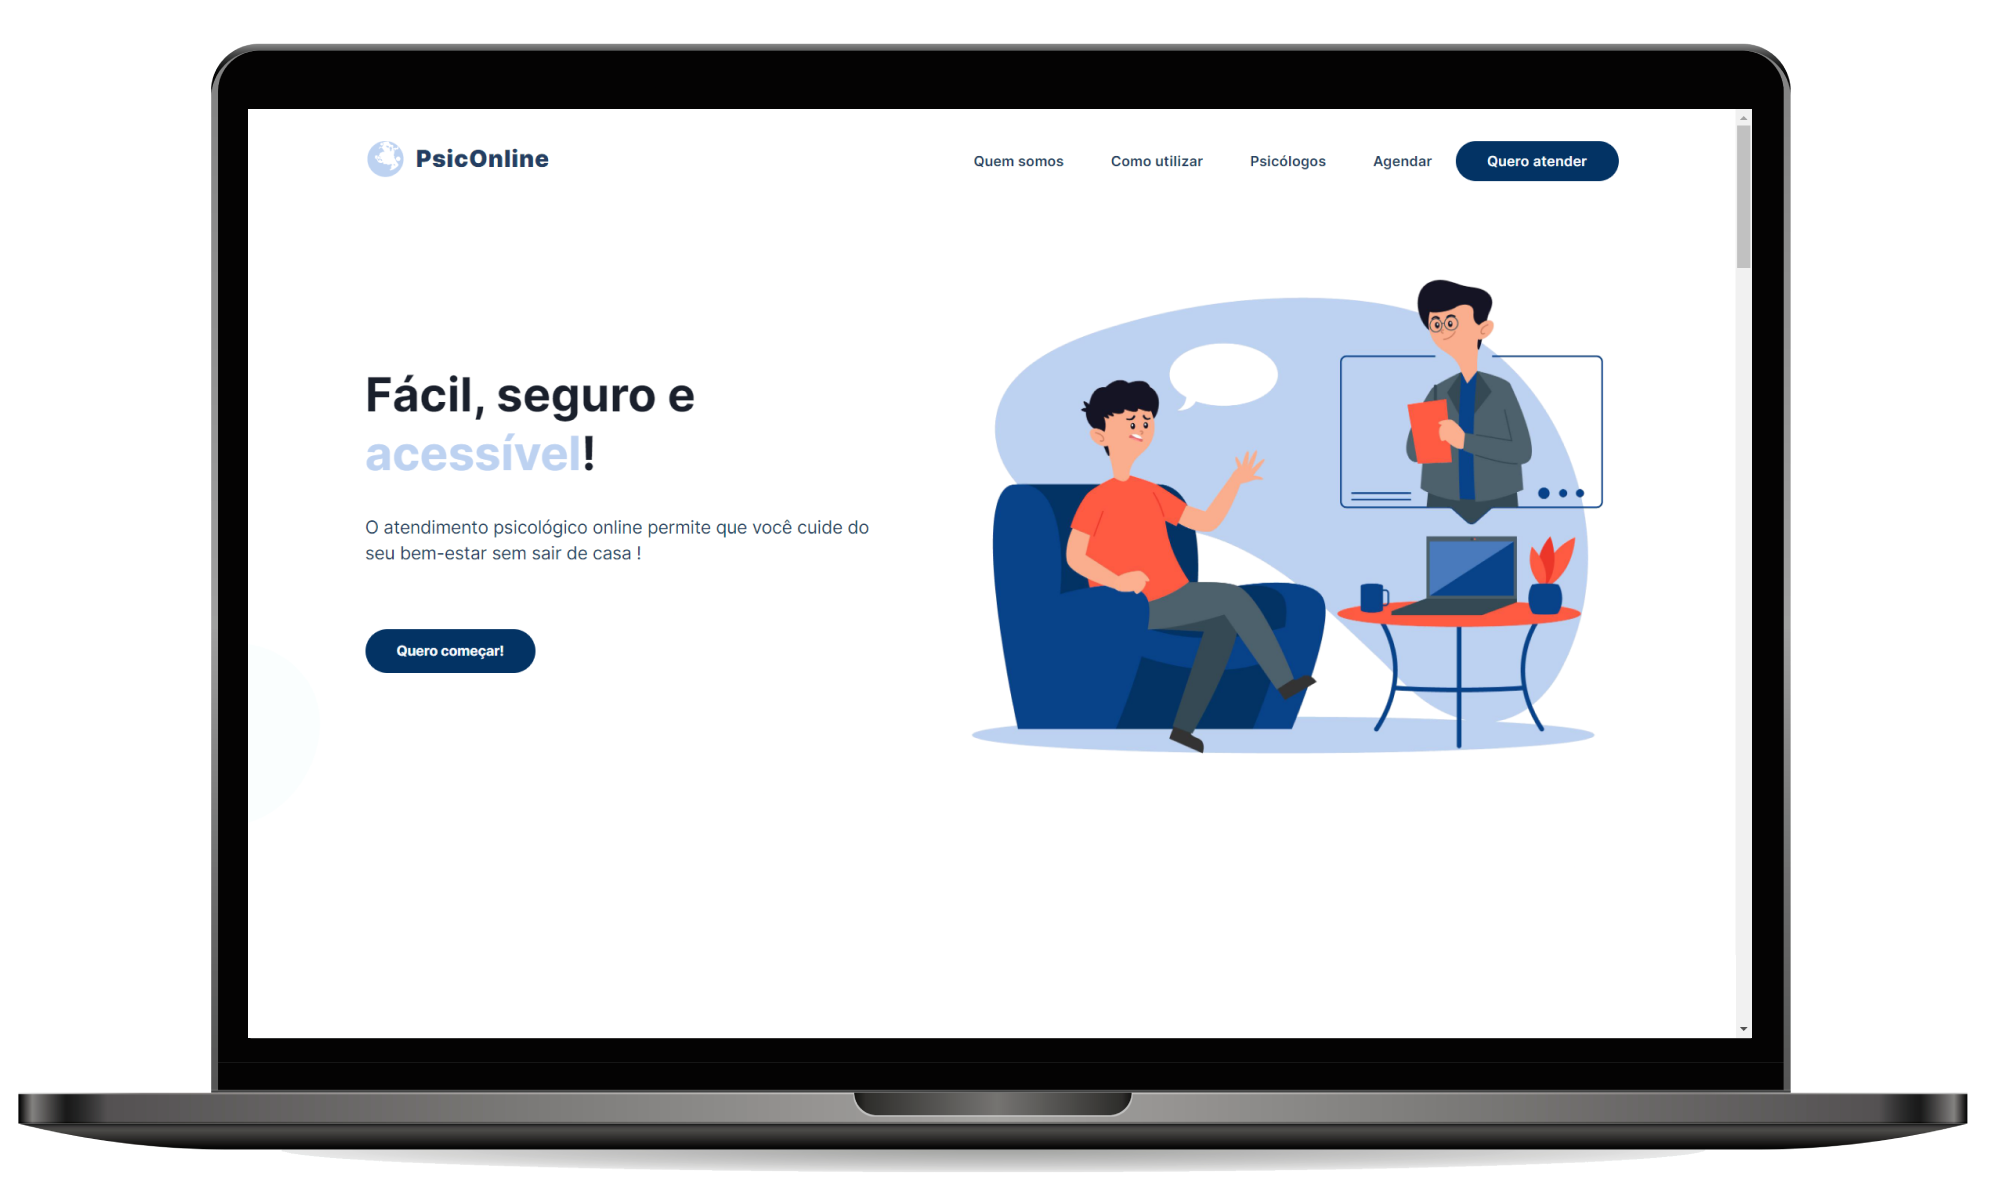 PsicOnline
Quem somos
Como utilizar
Psicólogos
Agendar
Quero atender
Fácil, seguro e
acessível!
O atendimento psicológico online permite que você cuide do
seu bem-estar sem sair de casa !
Quero começar!